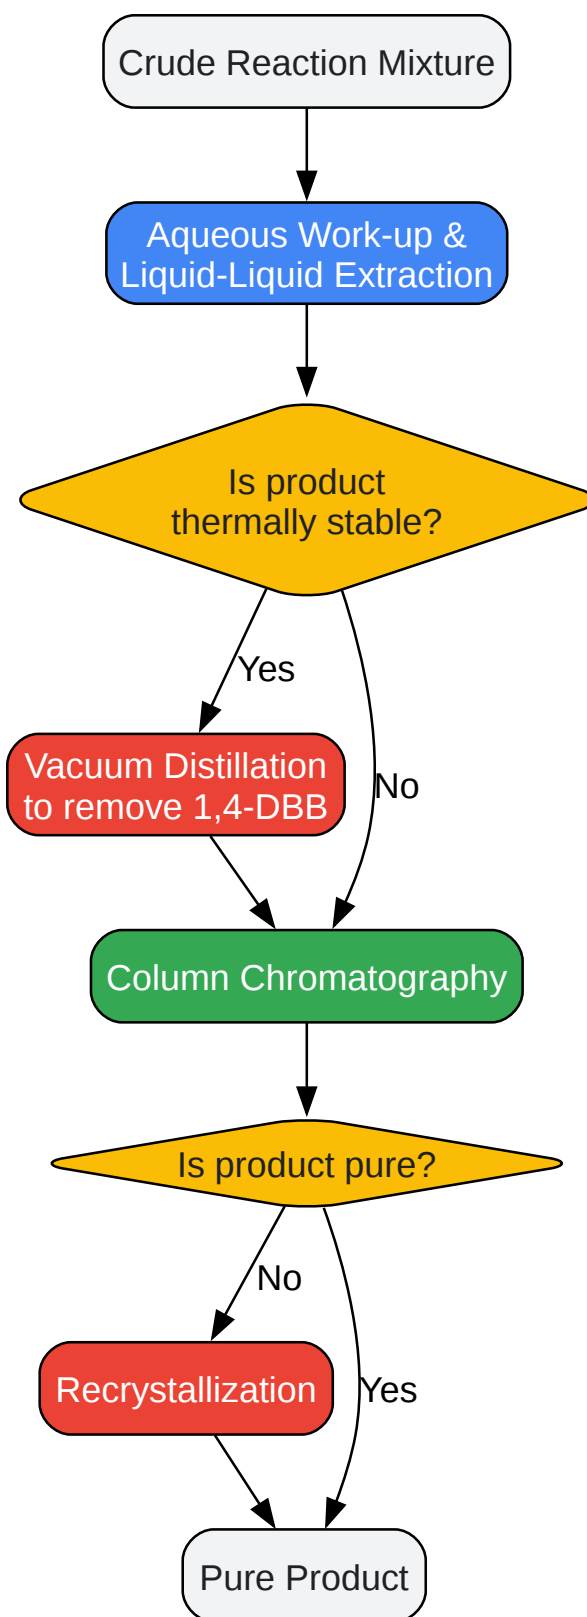 Crude Reaction Mixture
Aqueous Work-up &
Liquid-Liquid Extraction
Is product
thermally stable?
Yes
Vacuum Distillation
to remove 1,4-DBB
No
Column Chromatography
Is product pure?
No
Recrystallization
Yes
Pure Product